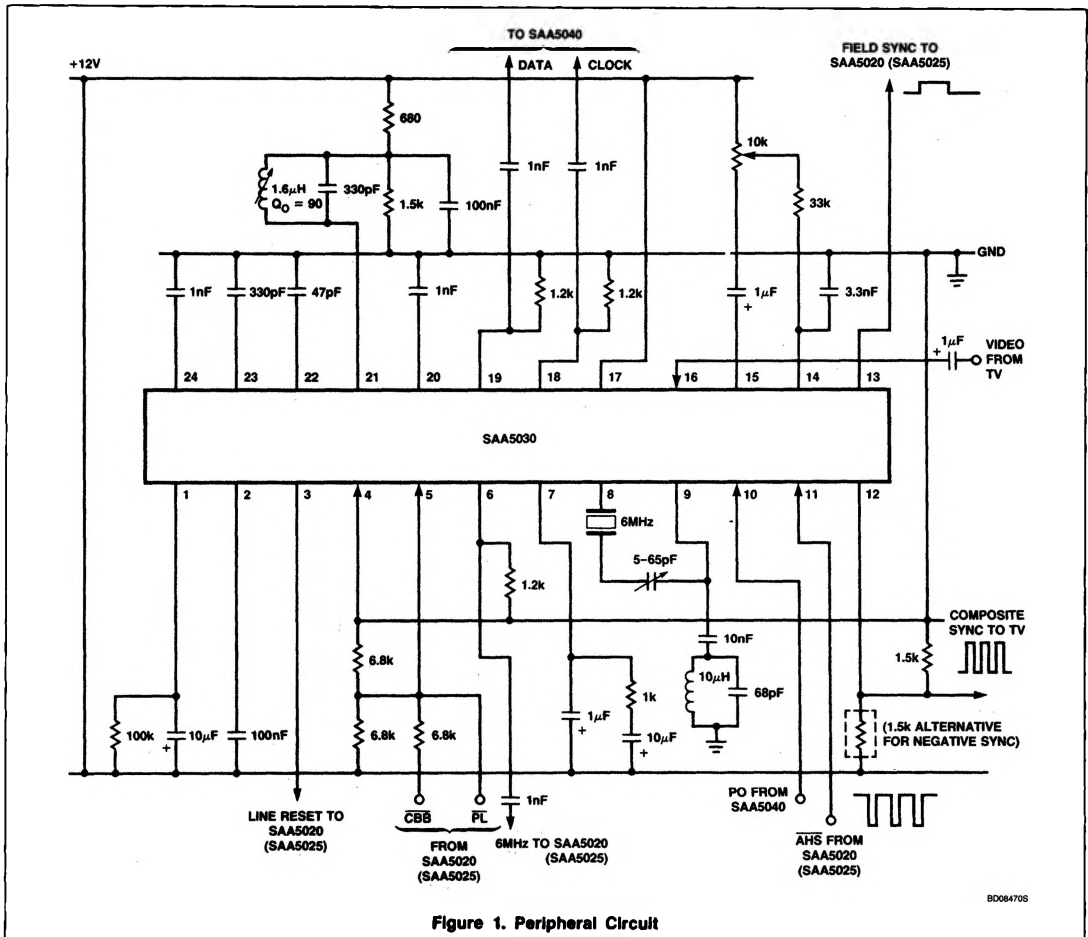 TO SAA5040
FIELD SYNC TO
SAA5020 (SAA5025)
+12V
DATA
CLOCK
680
10k
1nF
1nF
1.6μH
Q₀ = 90
330pF
1.5k
100nF
33k
GND
1nF
330pF
47pF
1nF
1.2k
1.2k
1μF
+
3.3nF
1μF
+
VIDEO
FROM
TV
24
23
22
21
20
19
18
17
16
15
14
13
SAA5030
1
2
3
4
5
6
7
8
9
10
11
12
6MHz
5–65pF
1.2k
COMPOSITE
SYNC TO TV
10nF
6.8k
1.5k
10μH
68pF
1k
100k
10μF
+
100nF
6.8k
6.8k
1μF
+
10μF
+
(1.5k ALTERNATIVE
FOR NEGATIVE SYNC)
1nF
PO FROM
SAA5040
LINE RESET TO
SAA5020
(SAA5025)
C̅B̅B̅
P̅L̅
FROM
SAA5020
(SAA5025)
6MHz TO SAA5020
(SAA5025)
A̅H̅S̅ FROM
SAA5020
(SAA5025)
BD08470S
Figure 1. Peripheral Circuit